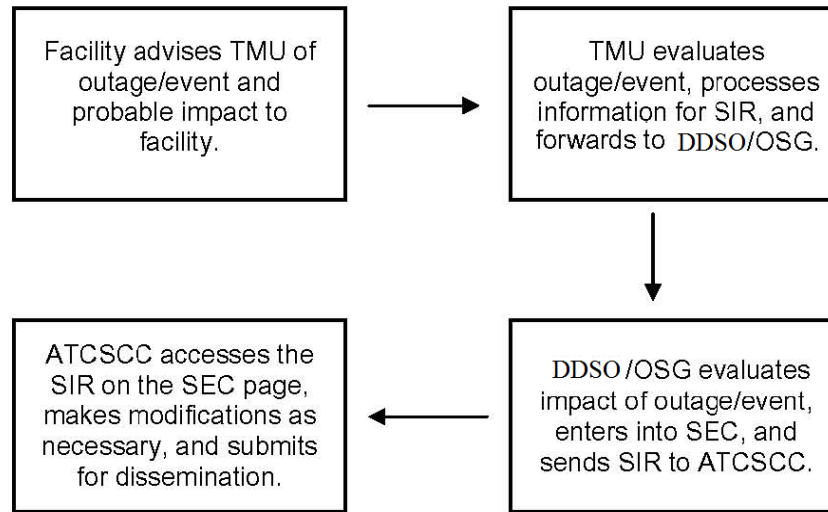 Facility advises TMU of
outage/event and
probable impact to
facility.
TMU evaluates
outage/event, processes
information for SIR, and
forwards to DDSO/OSG.
DDSO/OSG evaluates
impact of outage/event,
enters into SEC, and
sends SIR to ATCSCC.
ATCSCC accesses the
SIR on the SEC page,
makes modifications as
necessary, and submits
for dissemination.